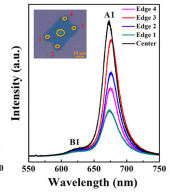 A1
Edge 4
Edge 3
Edge 2
Edge 1
Center
B1
Intensity (a.u.)
550 600 650 700 750
Wavelength (nm)